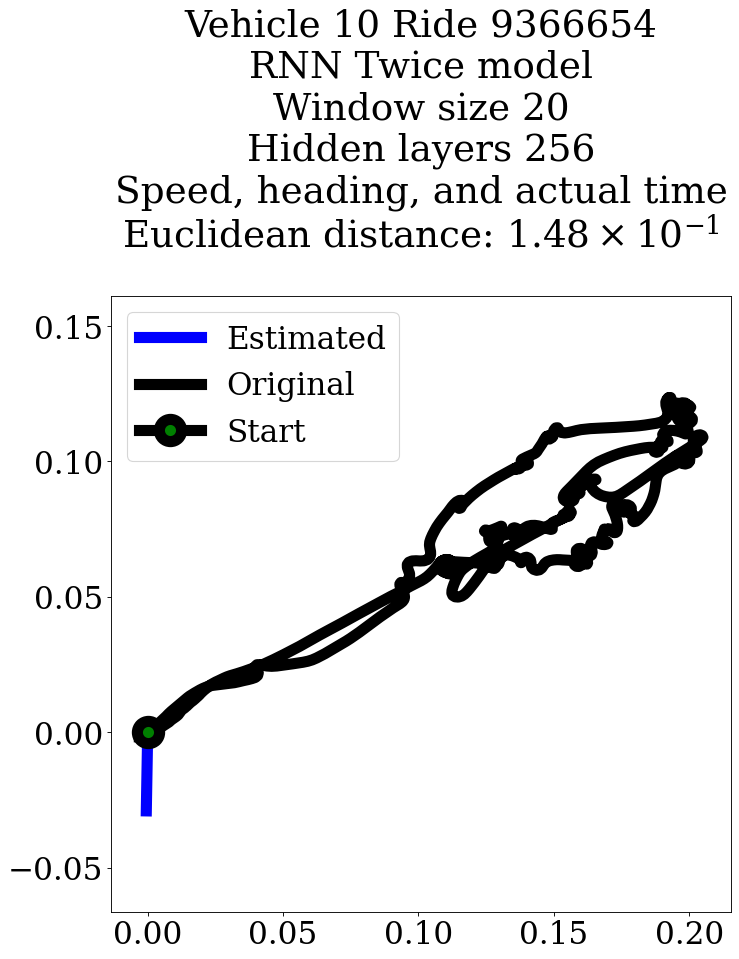 Vehicle 10 Ride 9366654
RNN Twice model
Window size 20
Hidden layers 256
Speed, heading, and actual time
Euclidean distance: 1.48 × 10⁻¹
Estimated
Original
Start
0.15
0.10
0.05
0.00
−0.05
0.00 0.05 0.10 0.15 0.20